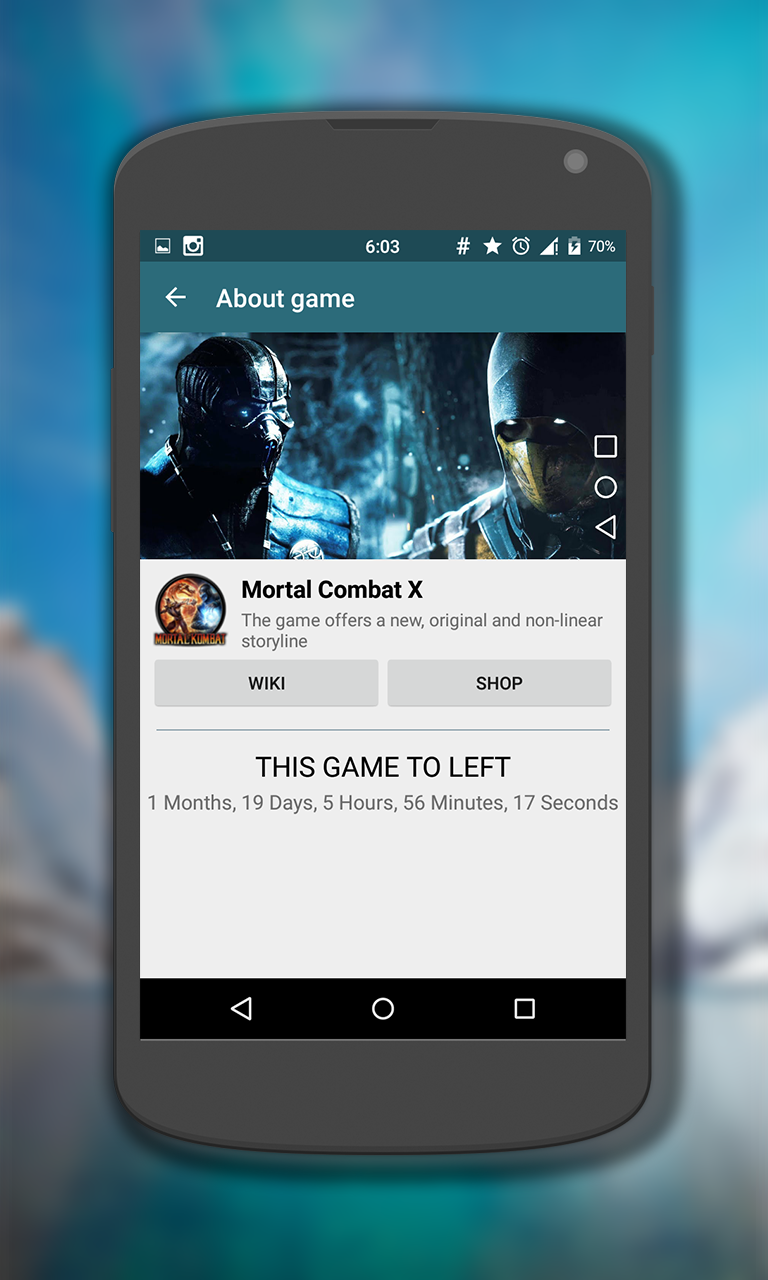 6:03 # 70%
About game
MORTAL KOMBAT
Mortal Combat X
The game offers a new, original and non-linear
storyline
WIKI SHOP
THIS GAME TO LEFT
1 Months, 19 Days, 5 Hours, 56 Minutes, 17 Seconds